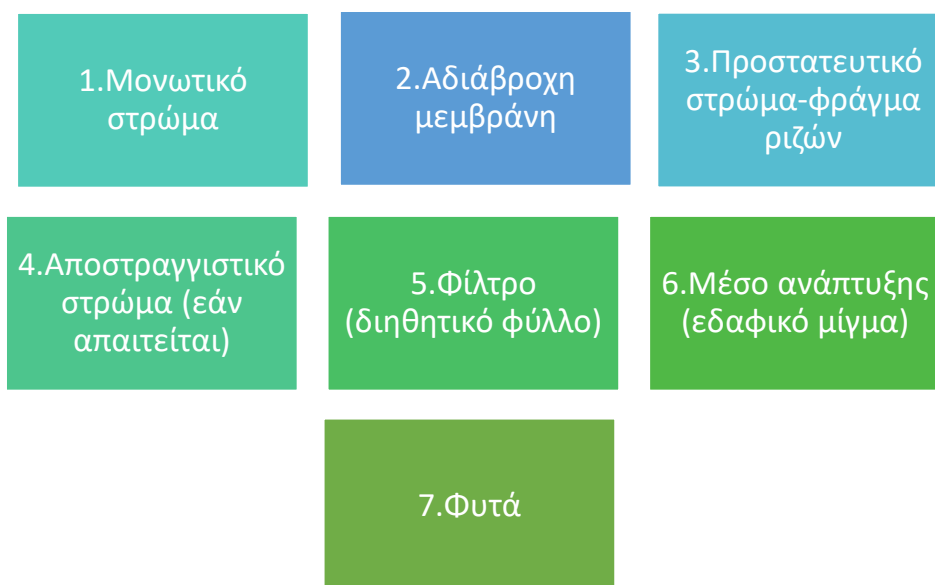 1.Μονωτικό
στρώμα
2.Αδιάβροχη
μεμβράνη
3.Προστατευτικό
στρώμα-φράγμα
ριζών
4.Αποστραγγιστικό
στρώμα (εάν
απαιτείται)
5.Φίλτρο
(διηθητικό φύλλο)
6.Μέσο ανάπτυξης
(εδαφικό μίγμα)
7.Φυτά